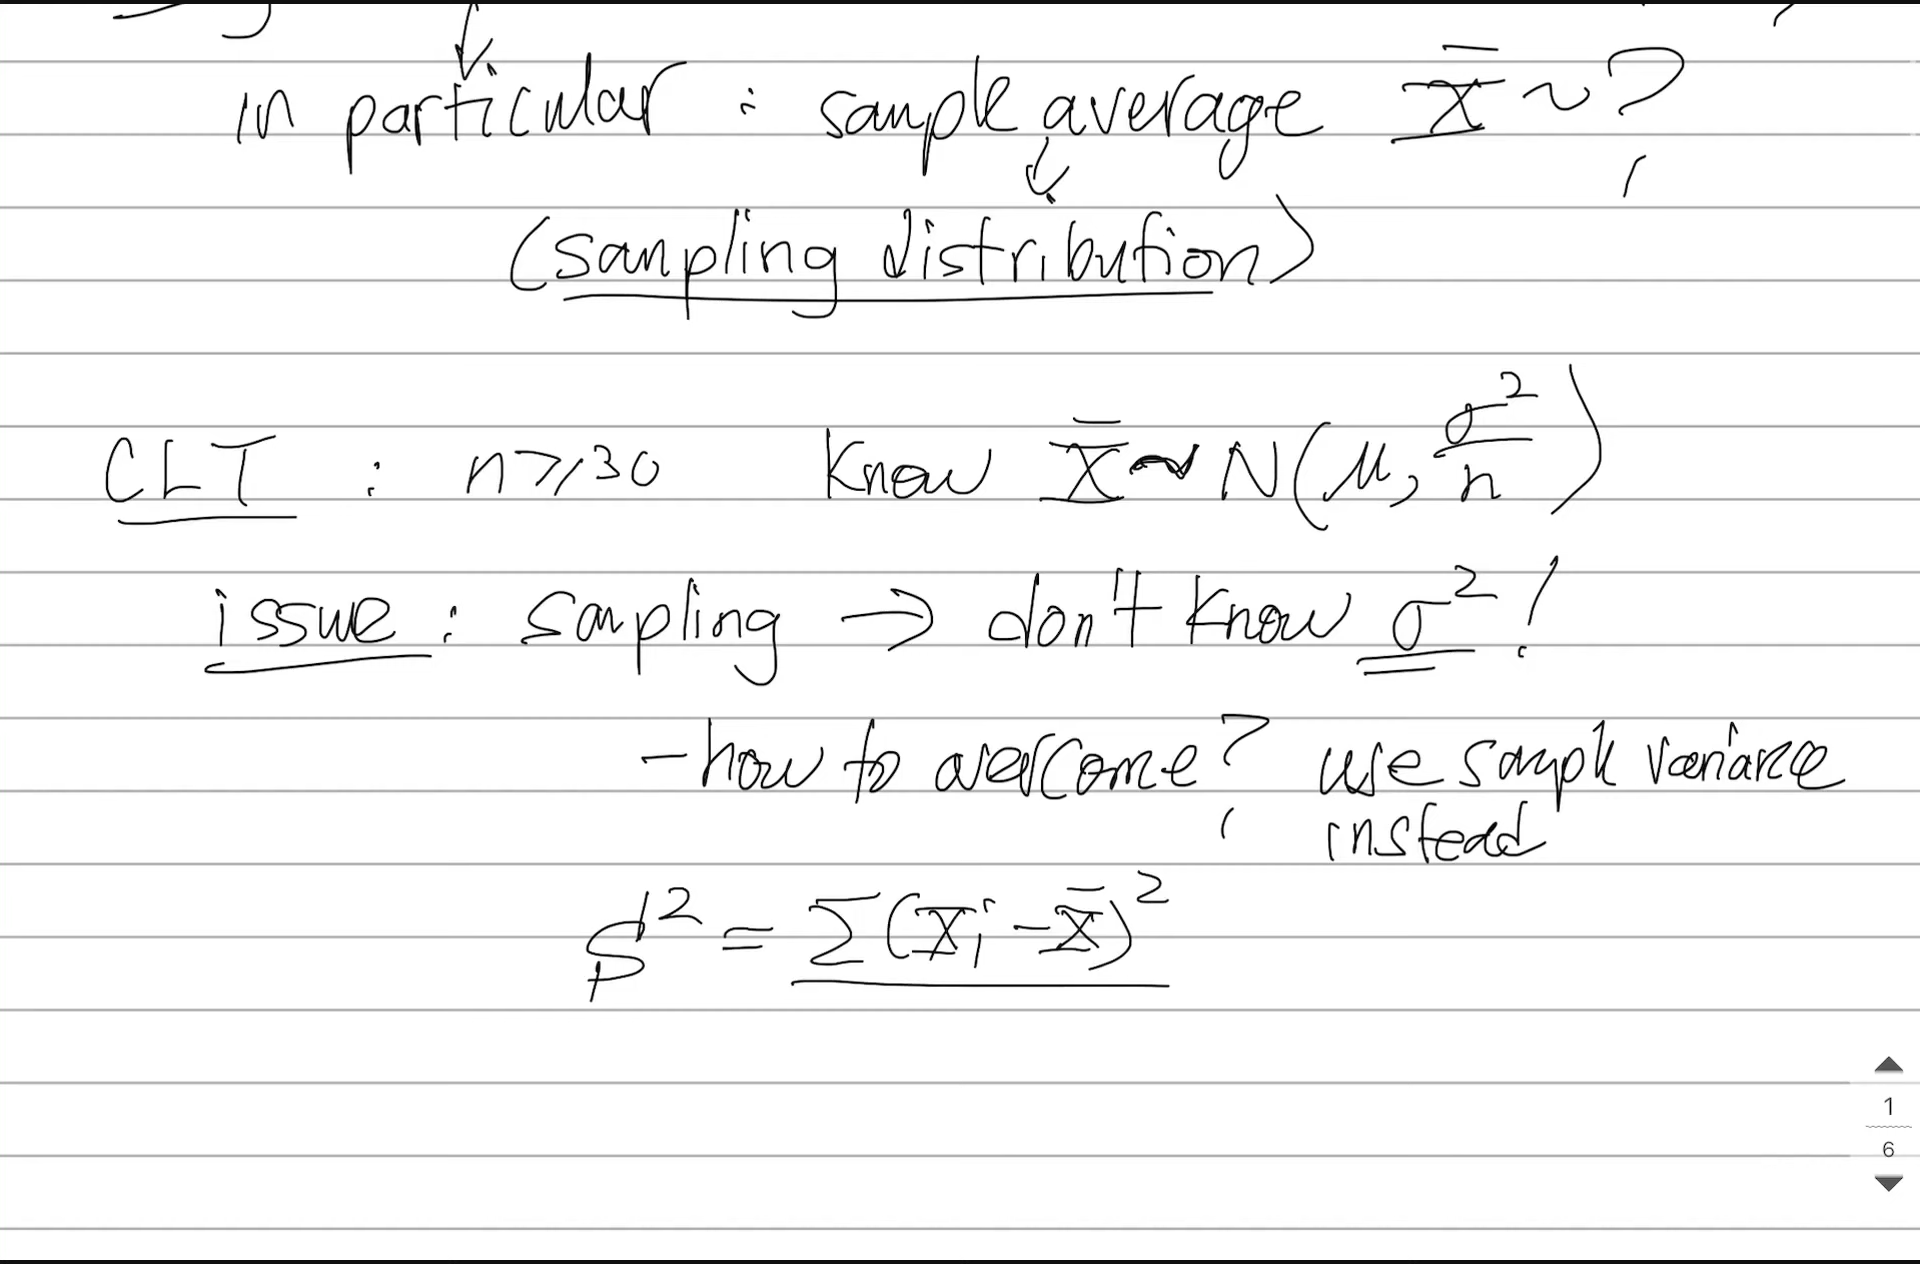 in particular : sample average X̄ ~ ?
(sampling distribution)
CLT : n ⩾ 30 know X̄ ~ N(μ, σ²/n)
issue : sampling → don't know σ² !
- how to overcome? use sample variance
instead
S² = Σ(Xᵢ - X̄)²
1
6